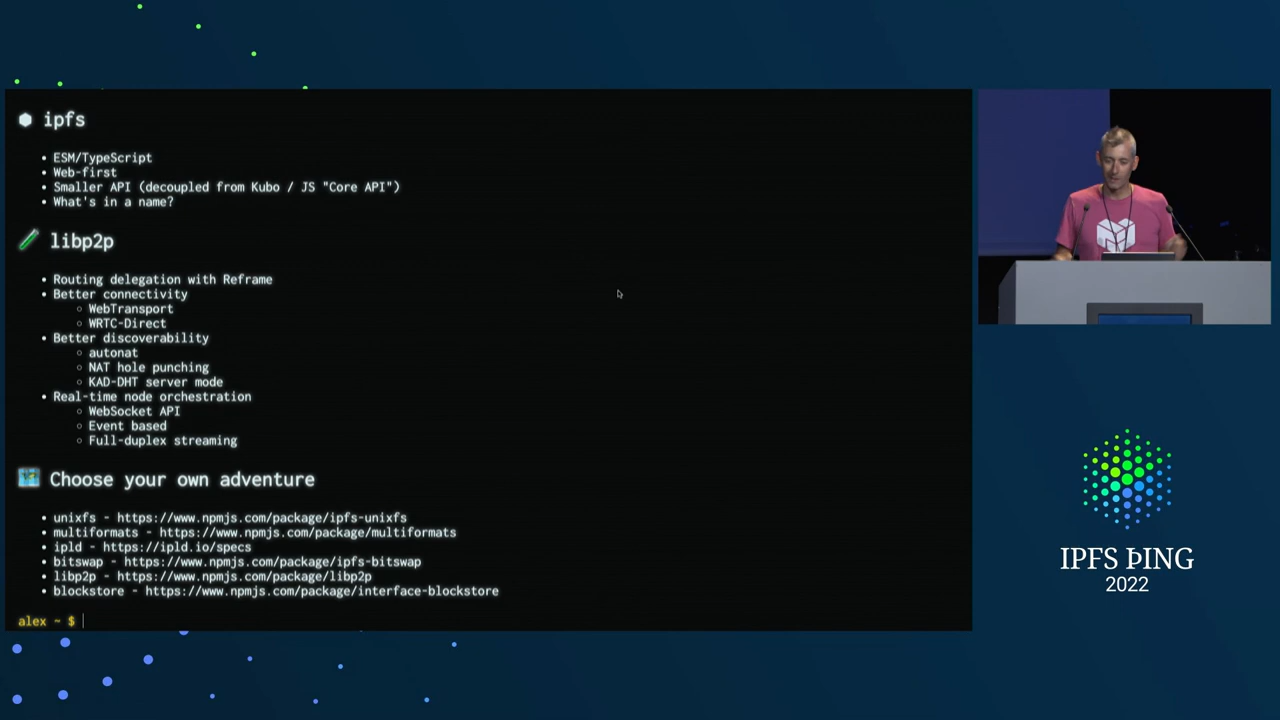 ipfs
• ESM/TypeScript
• Web-first
• Smaller API (decoupled from Kubo / JS "Core API")
• What's in a name?
libp2p
• Routing delegation with Reframe
• Better connectivity
◦ WebTransport
◦ WRTC-Direct
• Better discoverability
◦ autonat
◦ NAT hole punching
◦ KAD-DHT server mode
• Real-time node orchestration
◦ WebSocket API
◦ Event based
◦ Full-duplex streaming
Choose your own adventure
• unixfs - https://www.npmjs.com/package/ipfs-unixfs
• multiformats - https://www.npmjs.com/package/multiformats
• ipld - https://ipld.io/specs
• bitswap - https://www.npmjs.com/package/ipfs-bitswap
• libp2p - https://www.npmjs.com/package/libp2p
• blockstore - https://www.npmjs.com/package/interface-blockstore
alex ~ $
IPFS ÞING
2022